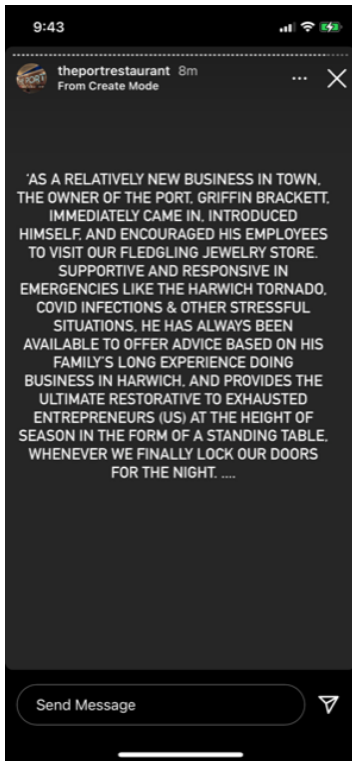 9:43
theportrestaurant 8m
From Create Mode
'AS A RELATIVELY NEW BUSINESS IN TOWN,
THE OWNER OF THE PORT, GRIFFIN BRACKETT,
IMMEDIATELY CAME IN, INTRODUCED
HIMSELF, AND ENCOURAGED HIS EMPLOYEES
TO VISIT OUR FLEDGLING JEWELRY STORE.
SUPPORTIVE AND RESPONSIVE IN
EMERGENCIES LIKE THE HARWICH TORNADO,
COVID INFECTIONS & OTHER STRESSFUL
SITUATIONS, HE HAS ALWAYS BEEN
AVAILABLE TO OFFER ADVICE BASED ON HIS
FAMILY'S LONG EXPERIENCE DOING
BUSINESS IN HARWICH, AND PROVIDES THE
ULTIMATE RESTORATIVE TO EXHAUSTED
ENTREPRENEURS (US) AT THE HEIGHT OF
SEASON IN THE FORM OF A STANDING TABLE,
WHENEVER WE FINALLY LOCK OUR DOORS
FOR THE NIGHT. ....
Send Message